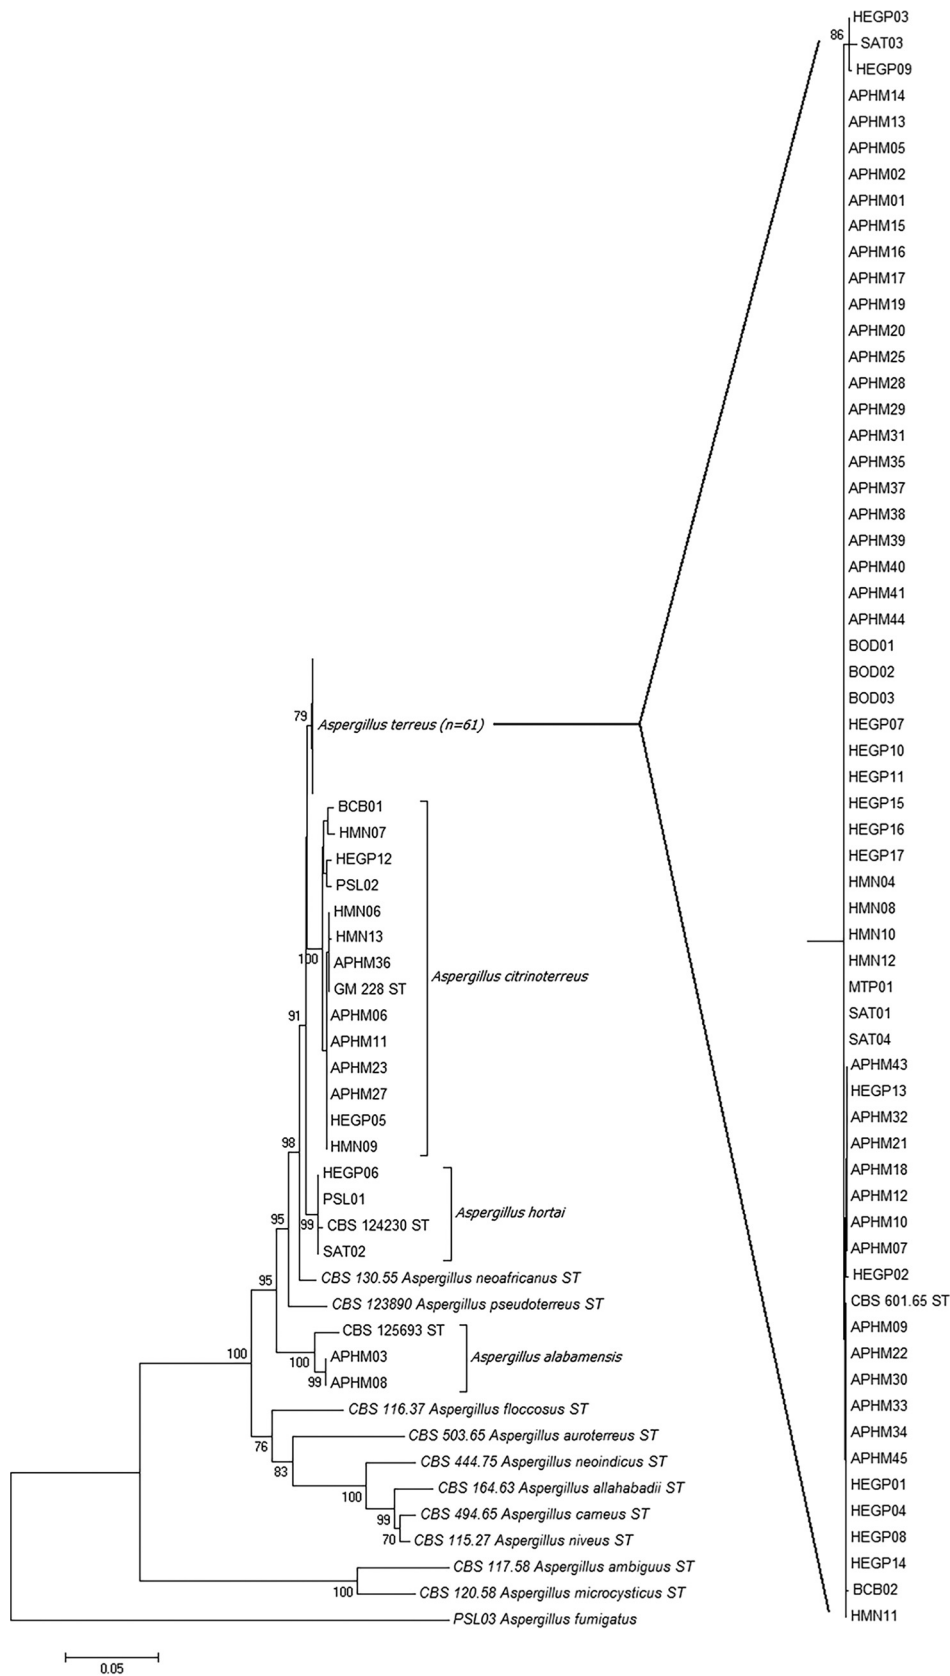 HEGP03
86
SAT03
HEGP09
APHM14
APHM13
APHM05
APHM02
APHM01
APHM15
APHM16
APHM17
APHM19
APHM20
APHM25
APHM28
APHM29
APHM31
APHM35
APHM37
APHM38
APHM39
APHM40
APHM41
APHM44
BOD01
BOD02
BOD03
HEGP07
HEGP10
HEGP11
HEGP15
HEGP16
HEGP17
HMN04
HMN08
HMN10
HMN12
MTP01
SAT01
SAT04
APHM43
HEGP13
APHM32
APHM21
APHM18
APHM12
APHM10
APHM07
HEGP02
CBS 601.65 ST
APHM09
APHM22
APHM30
APHM33
APHM34
APHM45
HEGP01
HEGP04
HEGP08
HEGP14
BCB02
HMN11
79
Aspergillus terreus (n=61)
BCB01
HMN07
HEGP12
PSL02
HMN06
HMN13
100
APHM36
Aspergillus citrinoterreus
GM 228 ST
91
APHM06
APHM11
APHM23
APHM27
HEGP05
98
HMN09
HEGP06
PSL01
Aspergillus hortai
95
99
CBS 124230 ST
SAT02
95
CBS 130.55 Aspergillus neoafricanus ST
CBS 123890 Aspergillus pseudoterreus ST
CBS 125693 ST
100
100
APHM03
Aspergillus alabamensis
99
APHM08
CBS 116.37 Aspergillus floccosus ST
76
CBS 503.65 Aspergillus auroterreus ST
83
CBS 444.75 Aspergillus neoindicus ST
100
CBS 164.63 Aspergillus allahabadii ST
99
CBS 494.65 Aspergillus carneus ST
70
CBS 115.27 Aspergillus niveus ST
CBS 117.58 Aspergillus ambiguus ST
100
CBS 120.58 Aspergillus microcysticus ST
PSL03 Aspergillus fumigatus
0.05